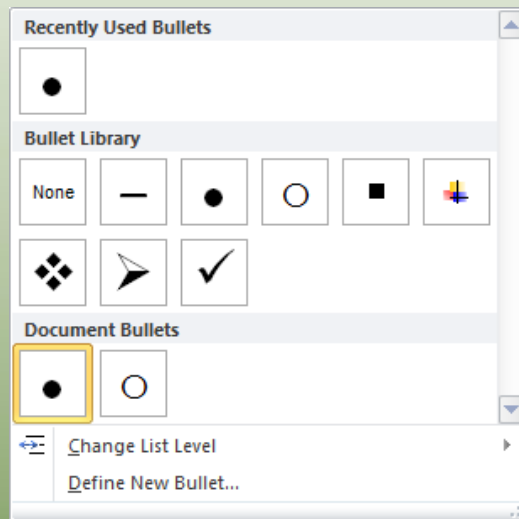 Recently Used Bullets
Bullet Library
None
Document Bullets
Change List Level
Define New Bullet...